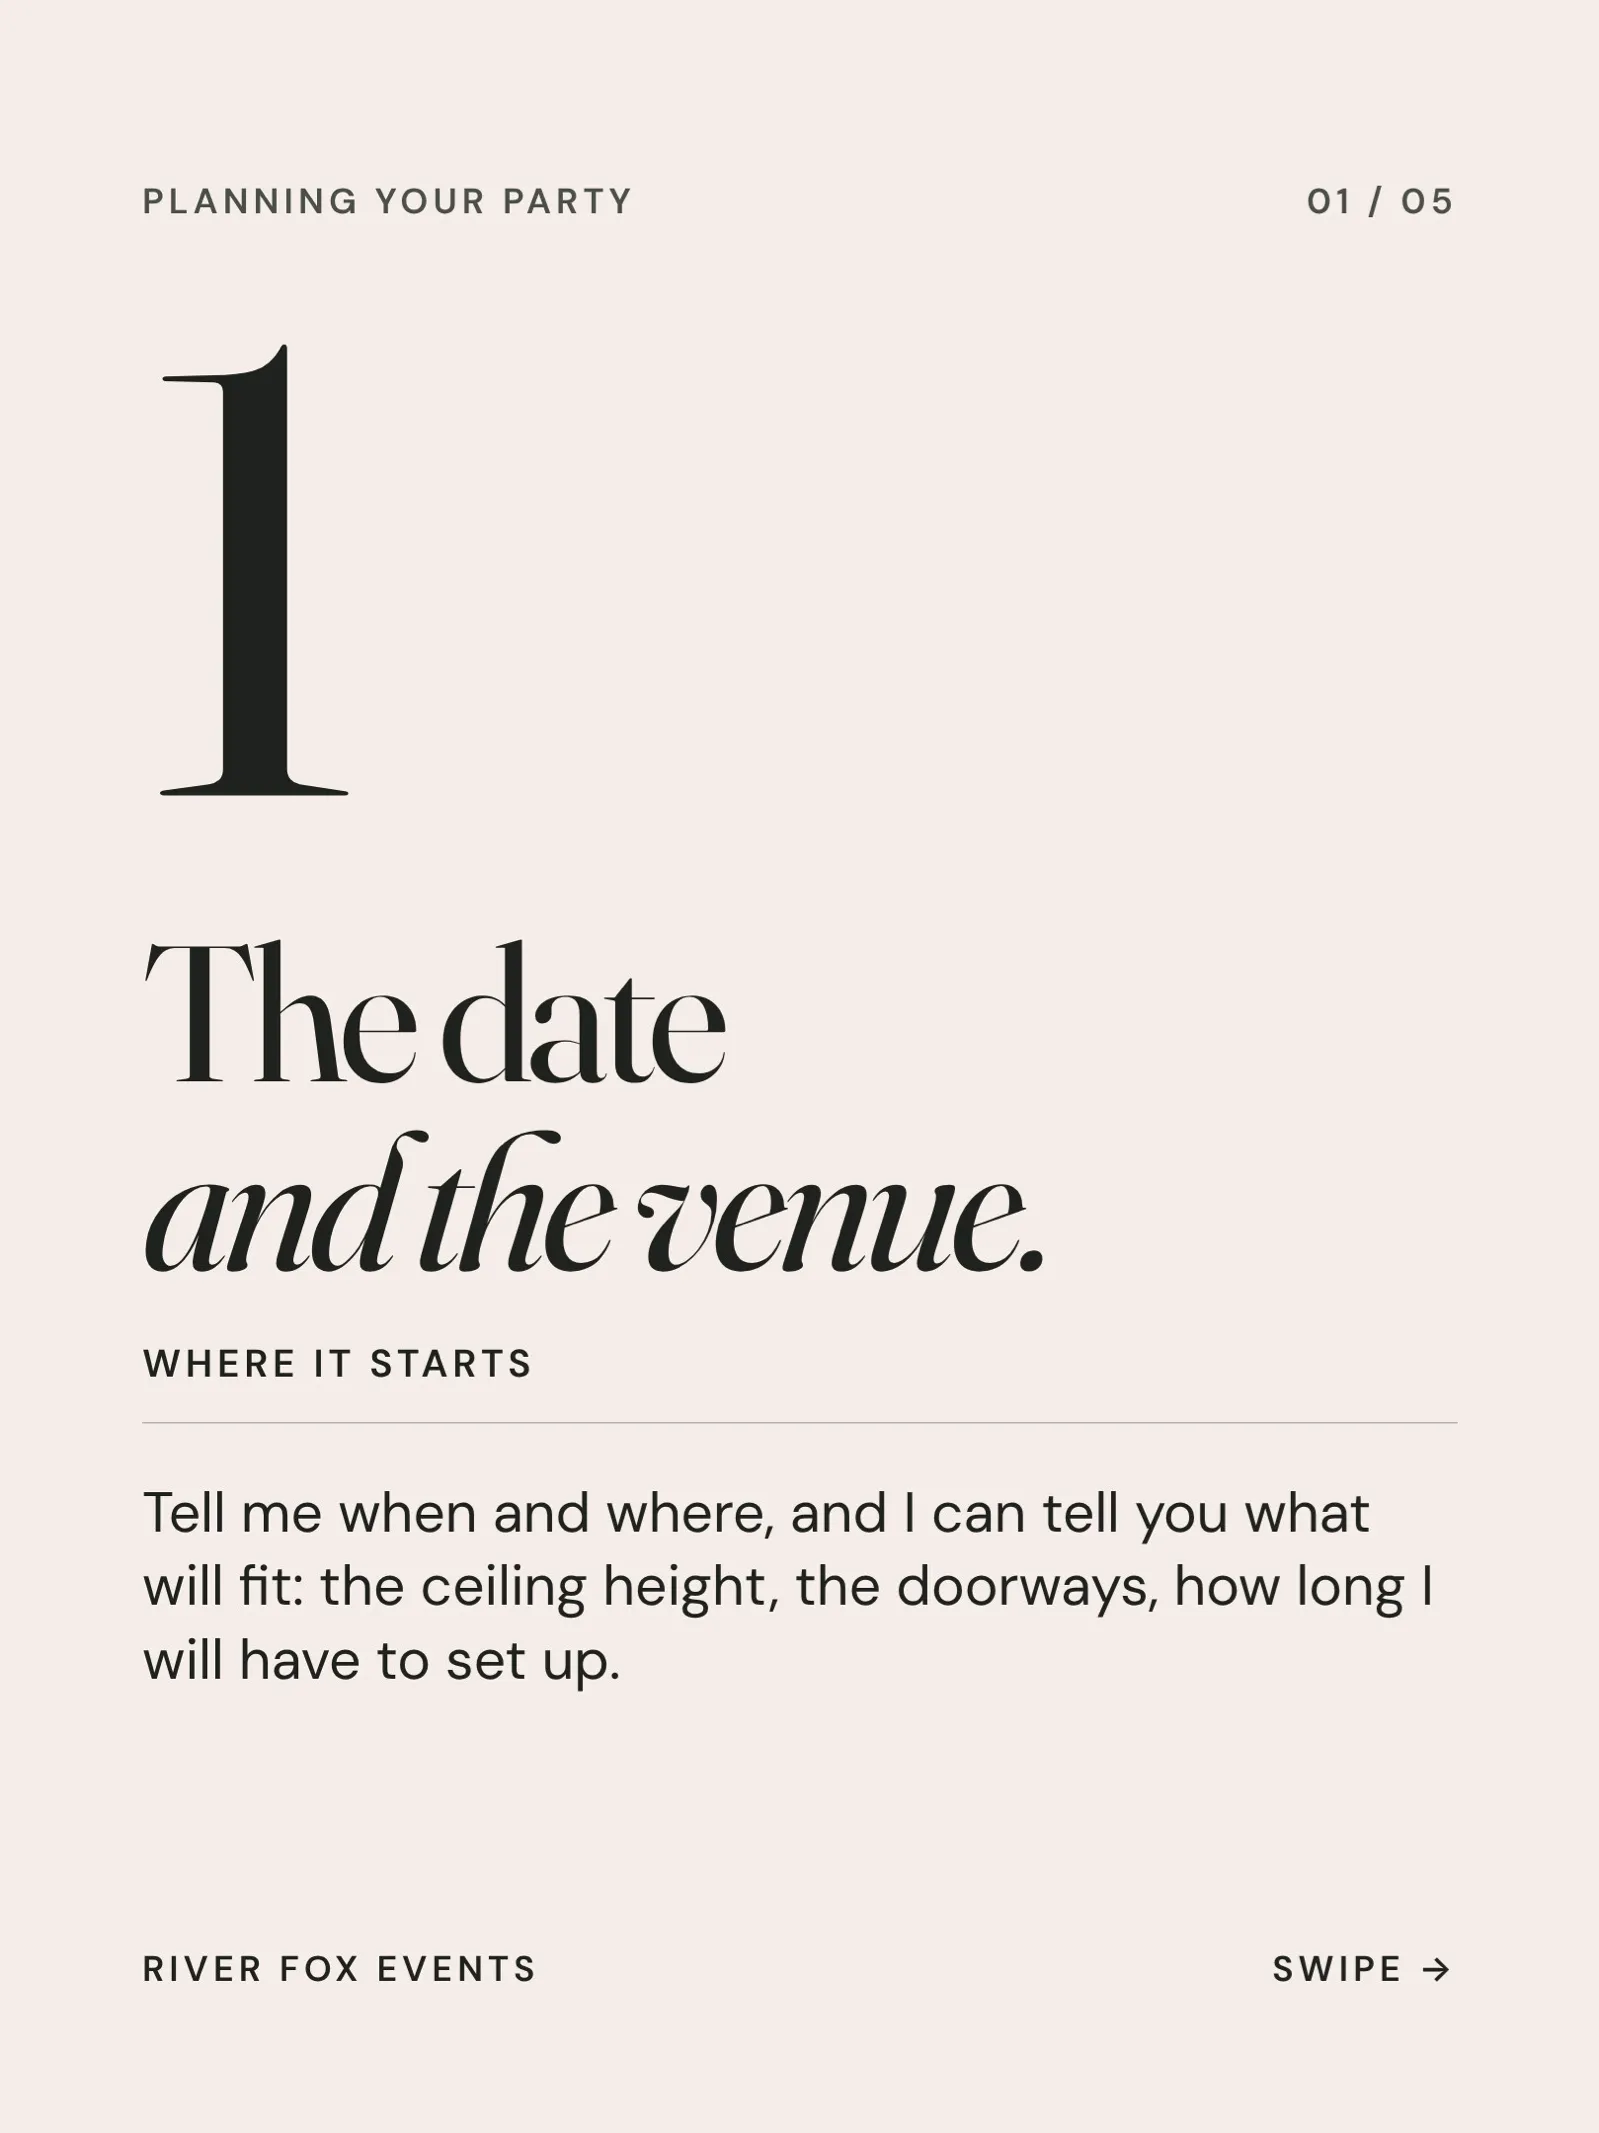 PLANNING YOUR PARTY
01 / 05
1
The date
and the venue.
WHERE IT STARTS
Tell me when and where, and I can tell you what
will fit: the ceiling height, the doorways, how long I
will have to set up.
RIVER FOX EVENTS
SWIPE →